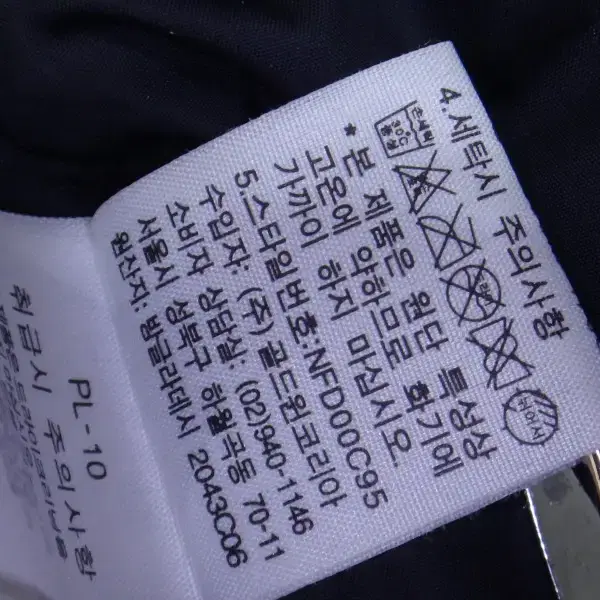 4. 세탁시 주의사항
손세탁
30℃
중성
* 본 제품은 원단 특성상
고온에 약하므로 화기에
가까이 하지 마십시오.
5.스타일번호:NFD00C95
수입자: (주) 골드윈코리아
소비자 상담실: (02)940-1146
서울시 성북구 하월곡동 70-11
원산지: 방글라데시 2043C06
PL-10
취급시 주의사항